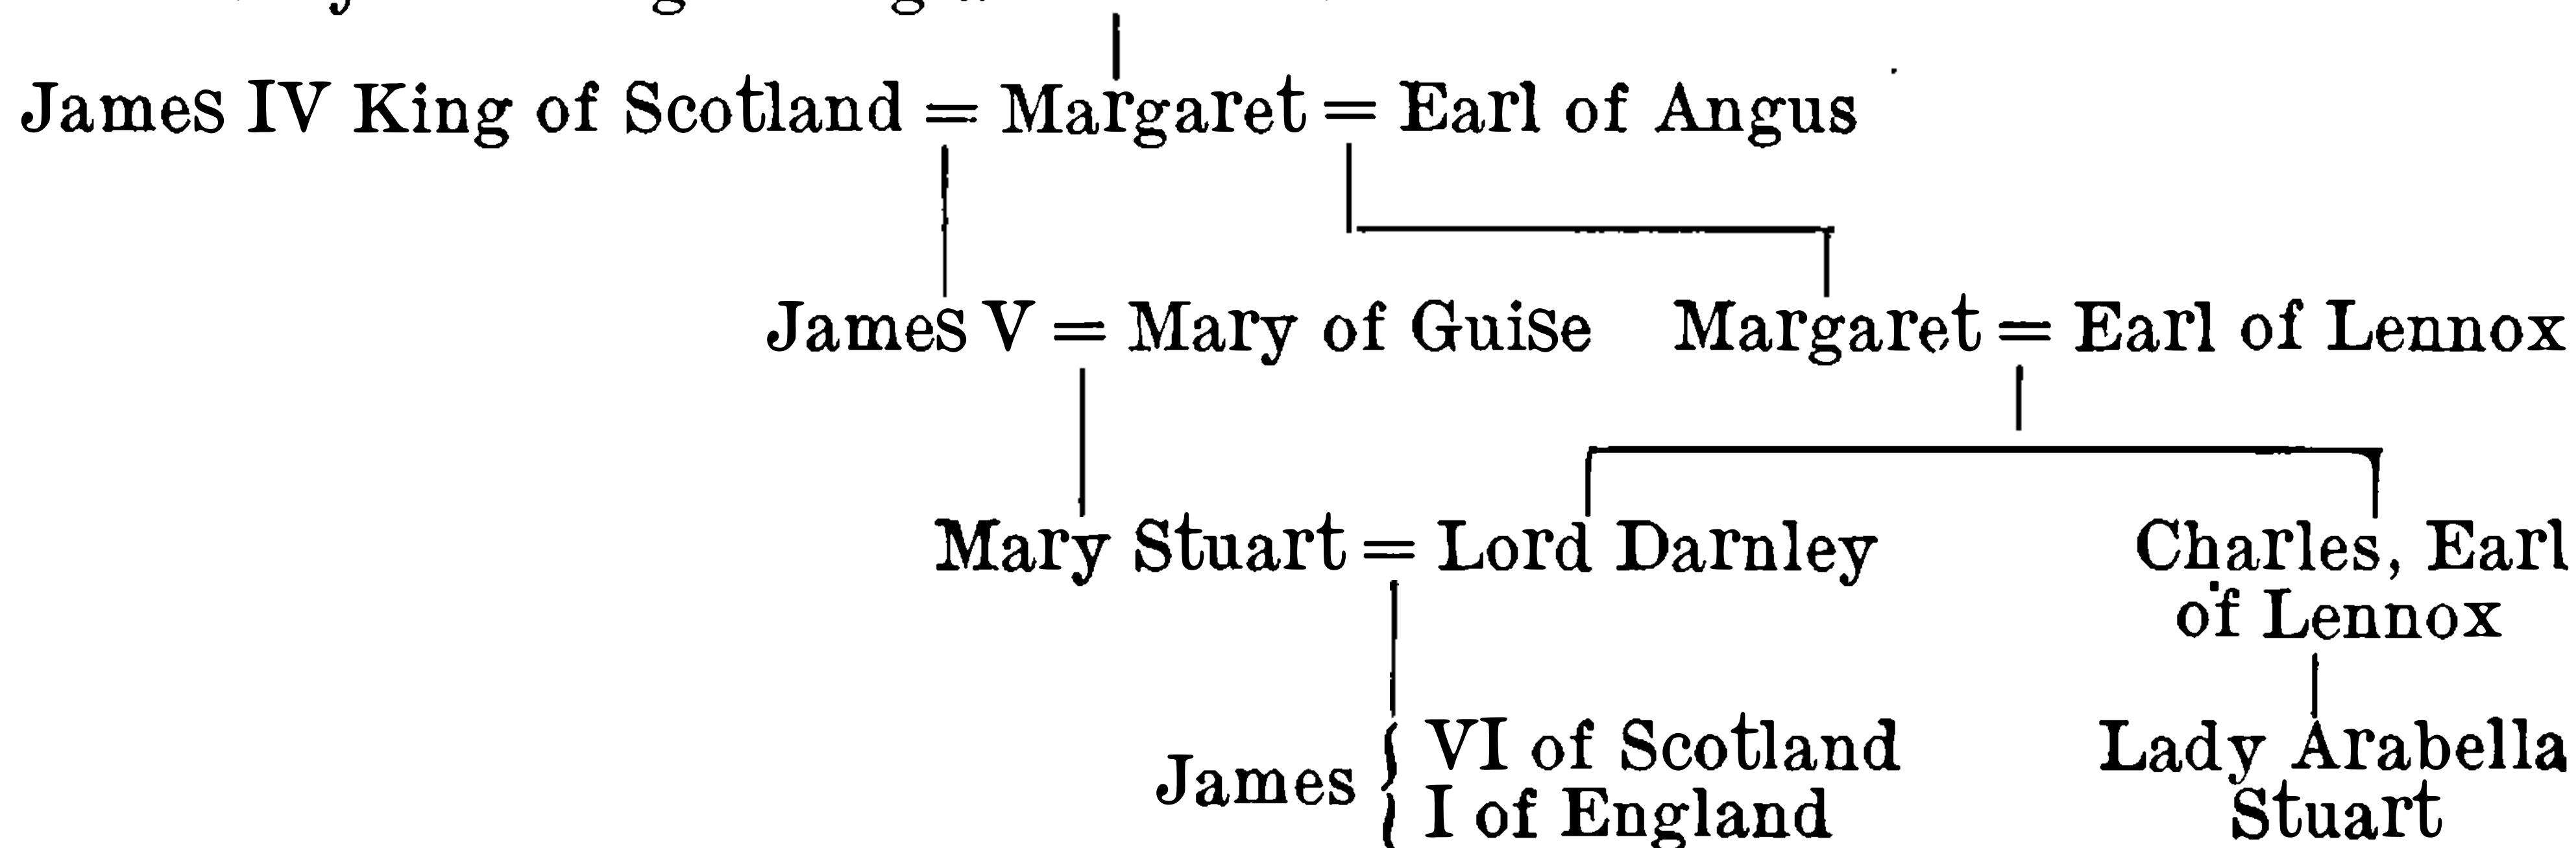 James IV King of Scotland = Margaret = Earl of Angus
James V = Mary of Guise Margaret = Earl of Lennox
Mary Stuart = Lord Darnley Charles, Earl
of Lennox
James { VI of Scotland Lady Arabella
I of England Stuart